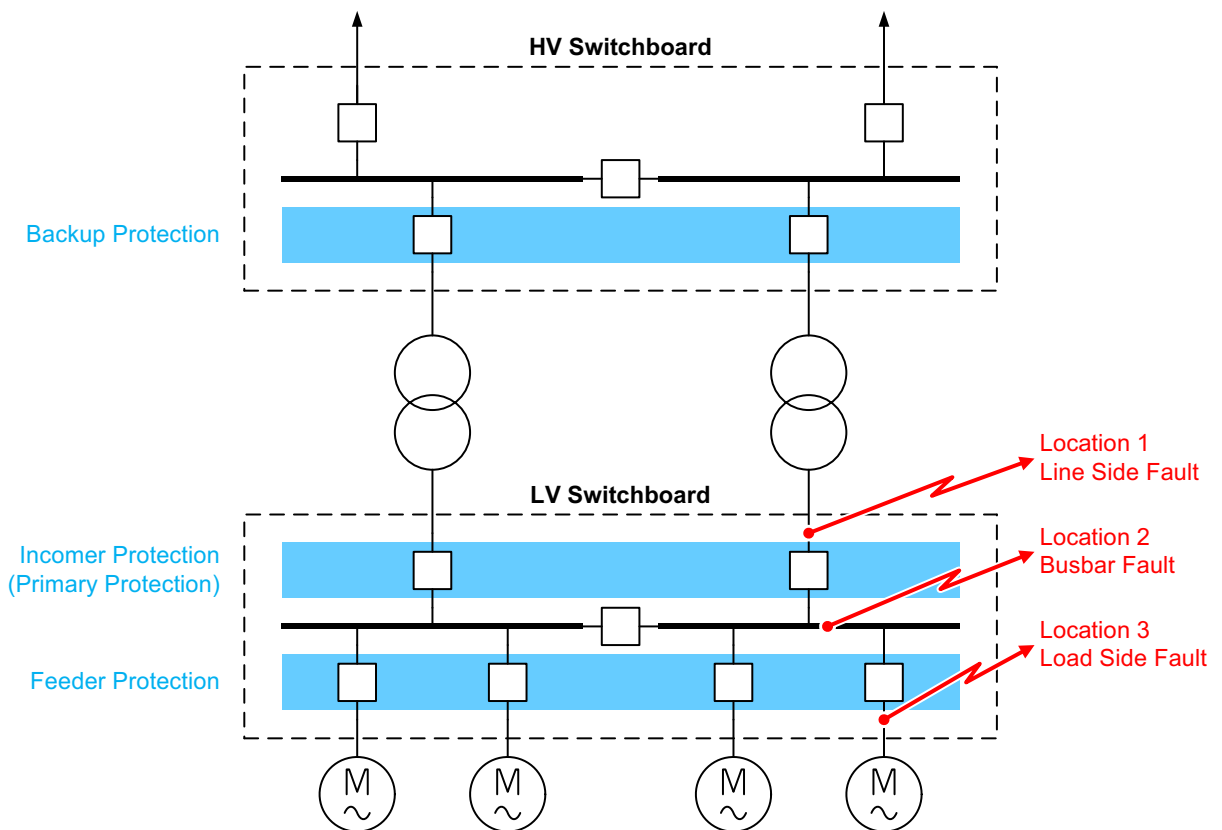 HV Switchboard
Backup Protection
Location 1
Line Side Fault
LV Switchboard
Incomer Protection
(Primary Protection)
Location 2
Busbar Fault
Location 3
Load Side Fault
Feeder Protection
M
M
M
M